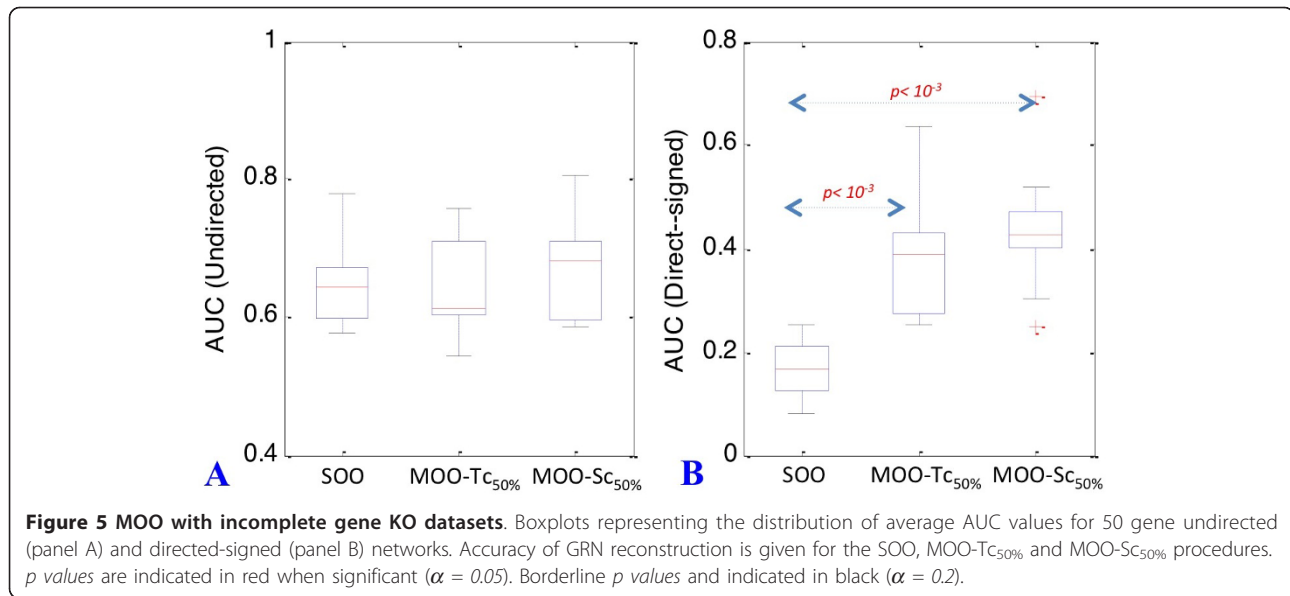 AUC (Undirected)
1
0.8
0.6
0.4
A
SOO MOO-Tc50% MOO-Sc50%
AUC (Direct--signed)
0.8
0.6
0.4
0.2
0
p< 10-3
p< 10-3
B
SOO MOO-Tc50% MOO-Sc50%
Figure 5 MOO with incomplete gene KO datasets. Boxplots representing the distribution of average AUC values for 50 gene undirected
(panel A) and directed-signed (panel B) networks. Accuracy of GRN reconstruction is given for the SOO, MOO-Tc50% and MOO-Sc50% procedures.
p values are indicated in red when significant (α = 0.05). Borderline p values and indicated in black (α = 0.2).